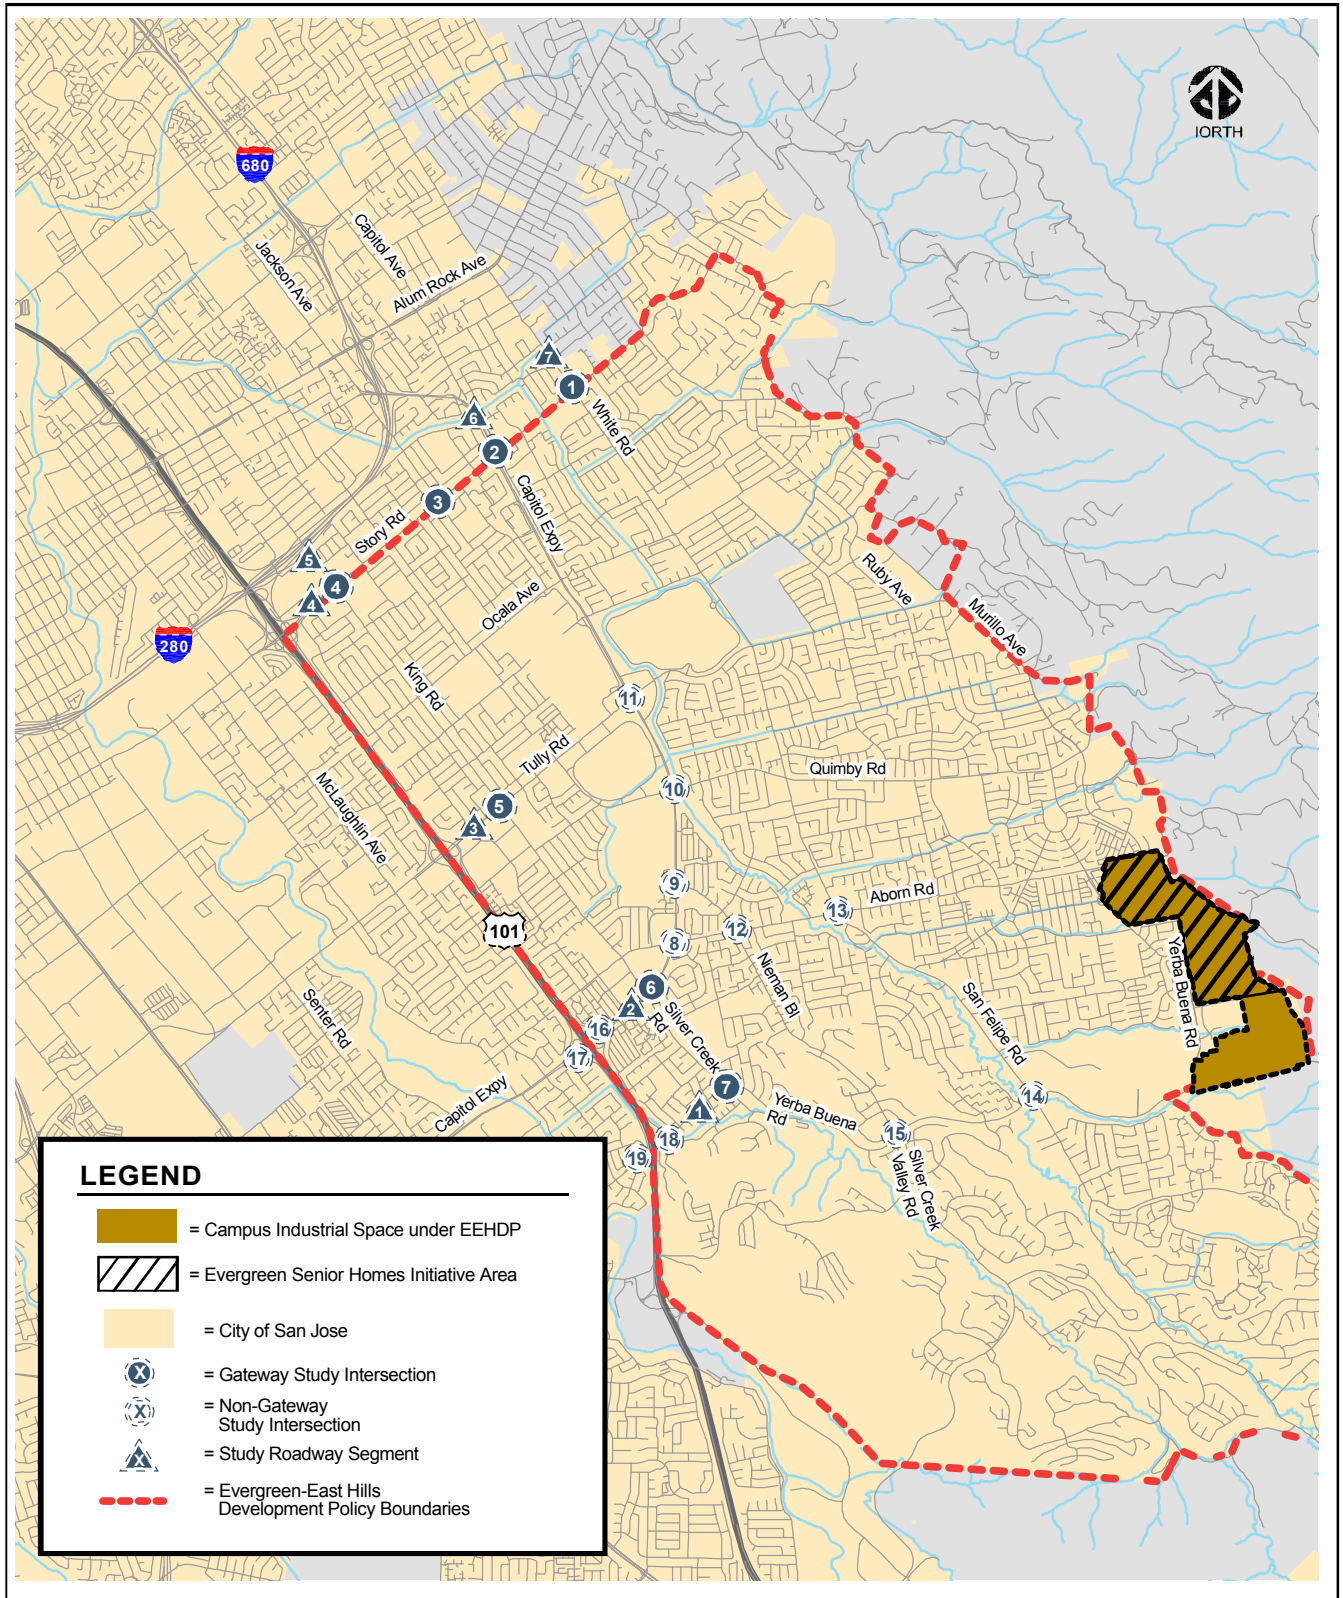 IORTH
680
Capitol Ave
Jackson Ave
Alum Rock Ave
7
1
White Rd
6
2
Capitol Expy
3
Story Rd
5
4
4
280
Ocala Ave
Ruby Ave
Murillo Ave
King Rd
11
Tully Rd
Quimby Rd
10
McLaughlin Ave
5
3
9
Aborn Rd
13
12
101
8
Nieman Bl
Yerba Buena Rd
6
2
Silver Creek
Rd
San Felipe Rd
Senter Rd
16
17
7
1
14
Capitol Expy
Yerba Buena
Rd
15
18
19
Silver Creek
Valley Rd
LEGEND
= Campus Industrial Space under EEHDP
= Evergreen Senior Homes Initiative Area
= City of San Jose
X
= Gateway Study Intersection
X
= Non-Gateway
Study Intersection
X
= Study Roadway Segment
= Evergreen-East Hills
Development Policy Boundaries